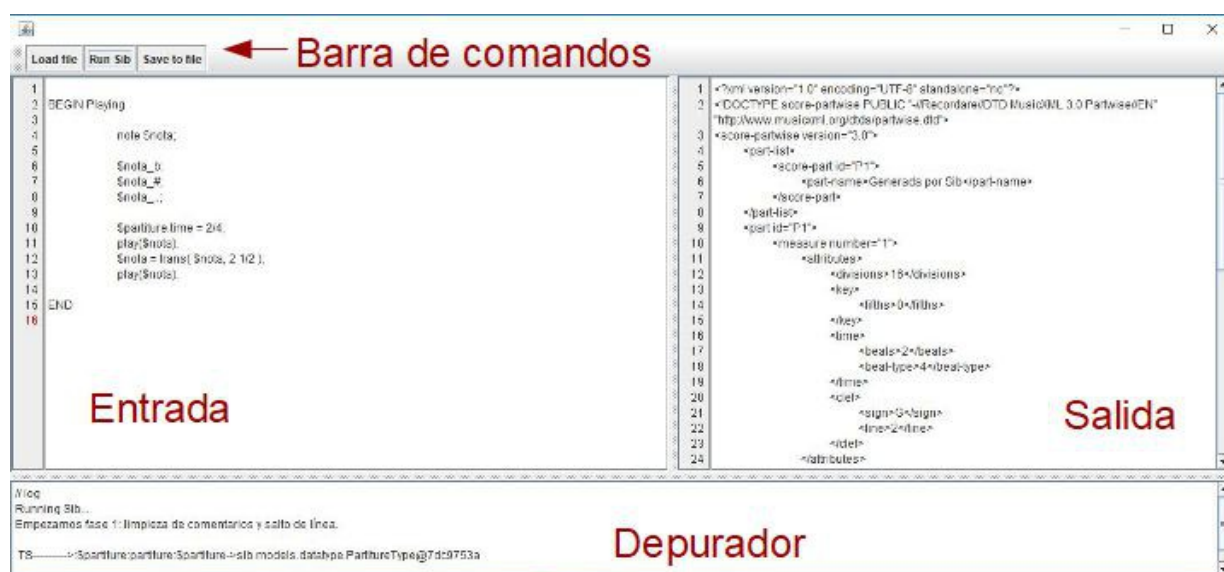 Load file Run Sib Save to file
Barra de comandos
1
2 BEGIN Playing
3
4 note $nota;
5
6 $nota_b;
7 $nota_#;
8 $nota_.;
9
10 $partiture.time = 2/4;
11 play($nota);
12 $nota = trans( $nota, 2 1/2 );
13 play($nota);
14
15 END
16
Entrada
1 <?xml version="1.0" encoding="UTF-8" standalone="no"?>
2 <!DOCTYPE score-partwise PUBLIC "-//Recordare//DTD MusicXML 3.0 Partwise//EN"
"http://www.musicxml.org/dtds/partwise.dtd">
3 <score-partwise version="3.0">
4 <part-list>
5 <score-part id="P1">
6 <part-name>Generada por Sib</part-name>
7 </score-part>
8 </part-list>
9 <part id="P1">
10 <measure number="1">
11 <attributes>
12 <divisions>16</divisions>
13 <key>
14 <fifths>0</fifths>
15 </key>
16 <time>
17 <beats>2</beats>
18 <beat-type>4</beat-type>
19 </time>
20 <clef>
21 <sign>G</sign>
22 <line>2</line>
23 </clef>
24 </attributes>
Salida
//log
Running Sib...
Empezamos fase 1: limpieza de comentarios y salto de línea.
TS--------->:$partiture:partiture:$partiture->sib.models.datatype.PartitureType@7dc9753a
Depurador